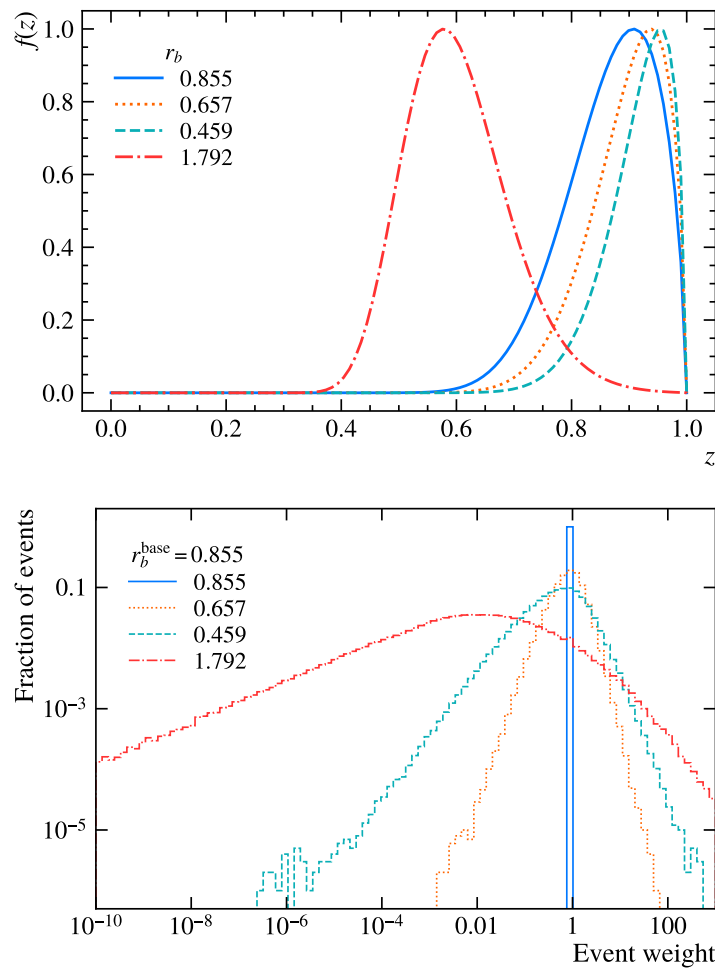 f(z)
1.0
0.8
0.6
0.4
0.2
0.0
r_b
0.855
0.657
0.459
1.792
0.0 0.2 0.4 0.6 0.8 1.0
z
Fraction of events
0.1
10⁻³
10⁻⁵
r_b^base = 0.855
0.855
0.657
0.459
1.792
10⁻¹⁰ 10⁻⁸ 10⁻⁶ 10⁻⁴ 0.01 1 100
Event weight